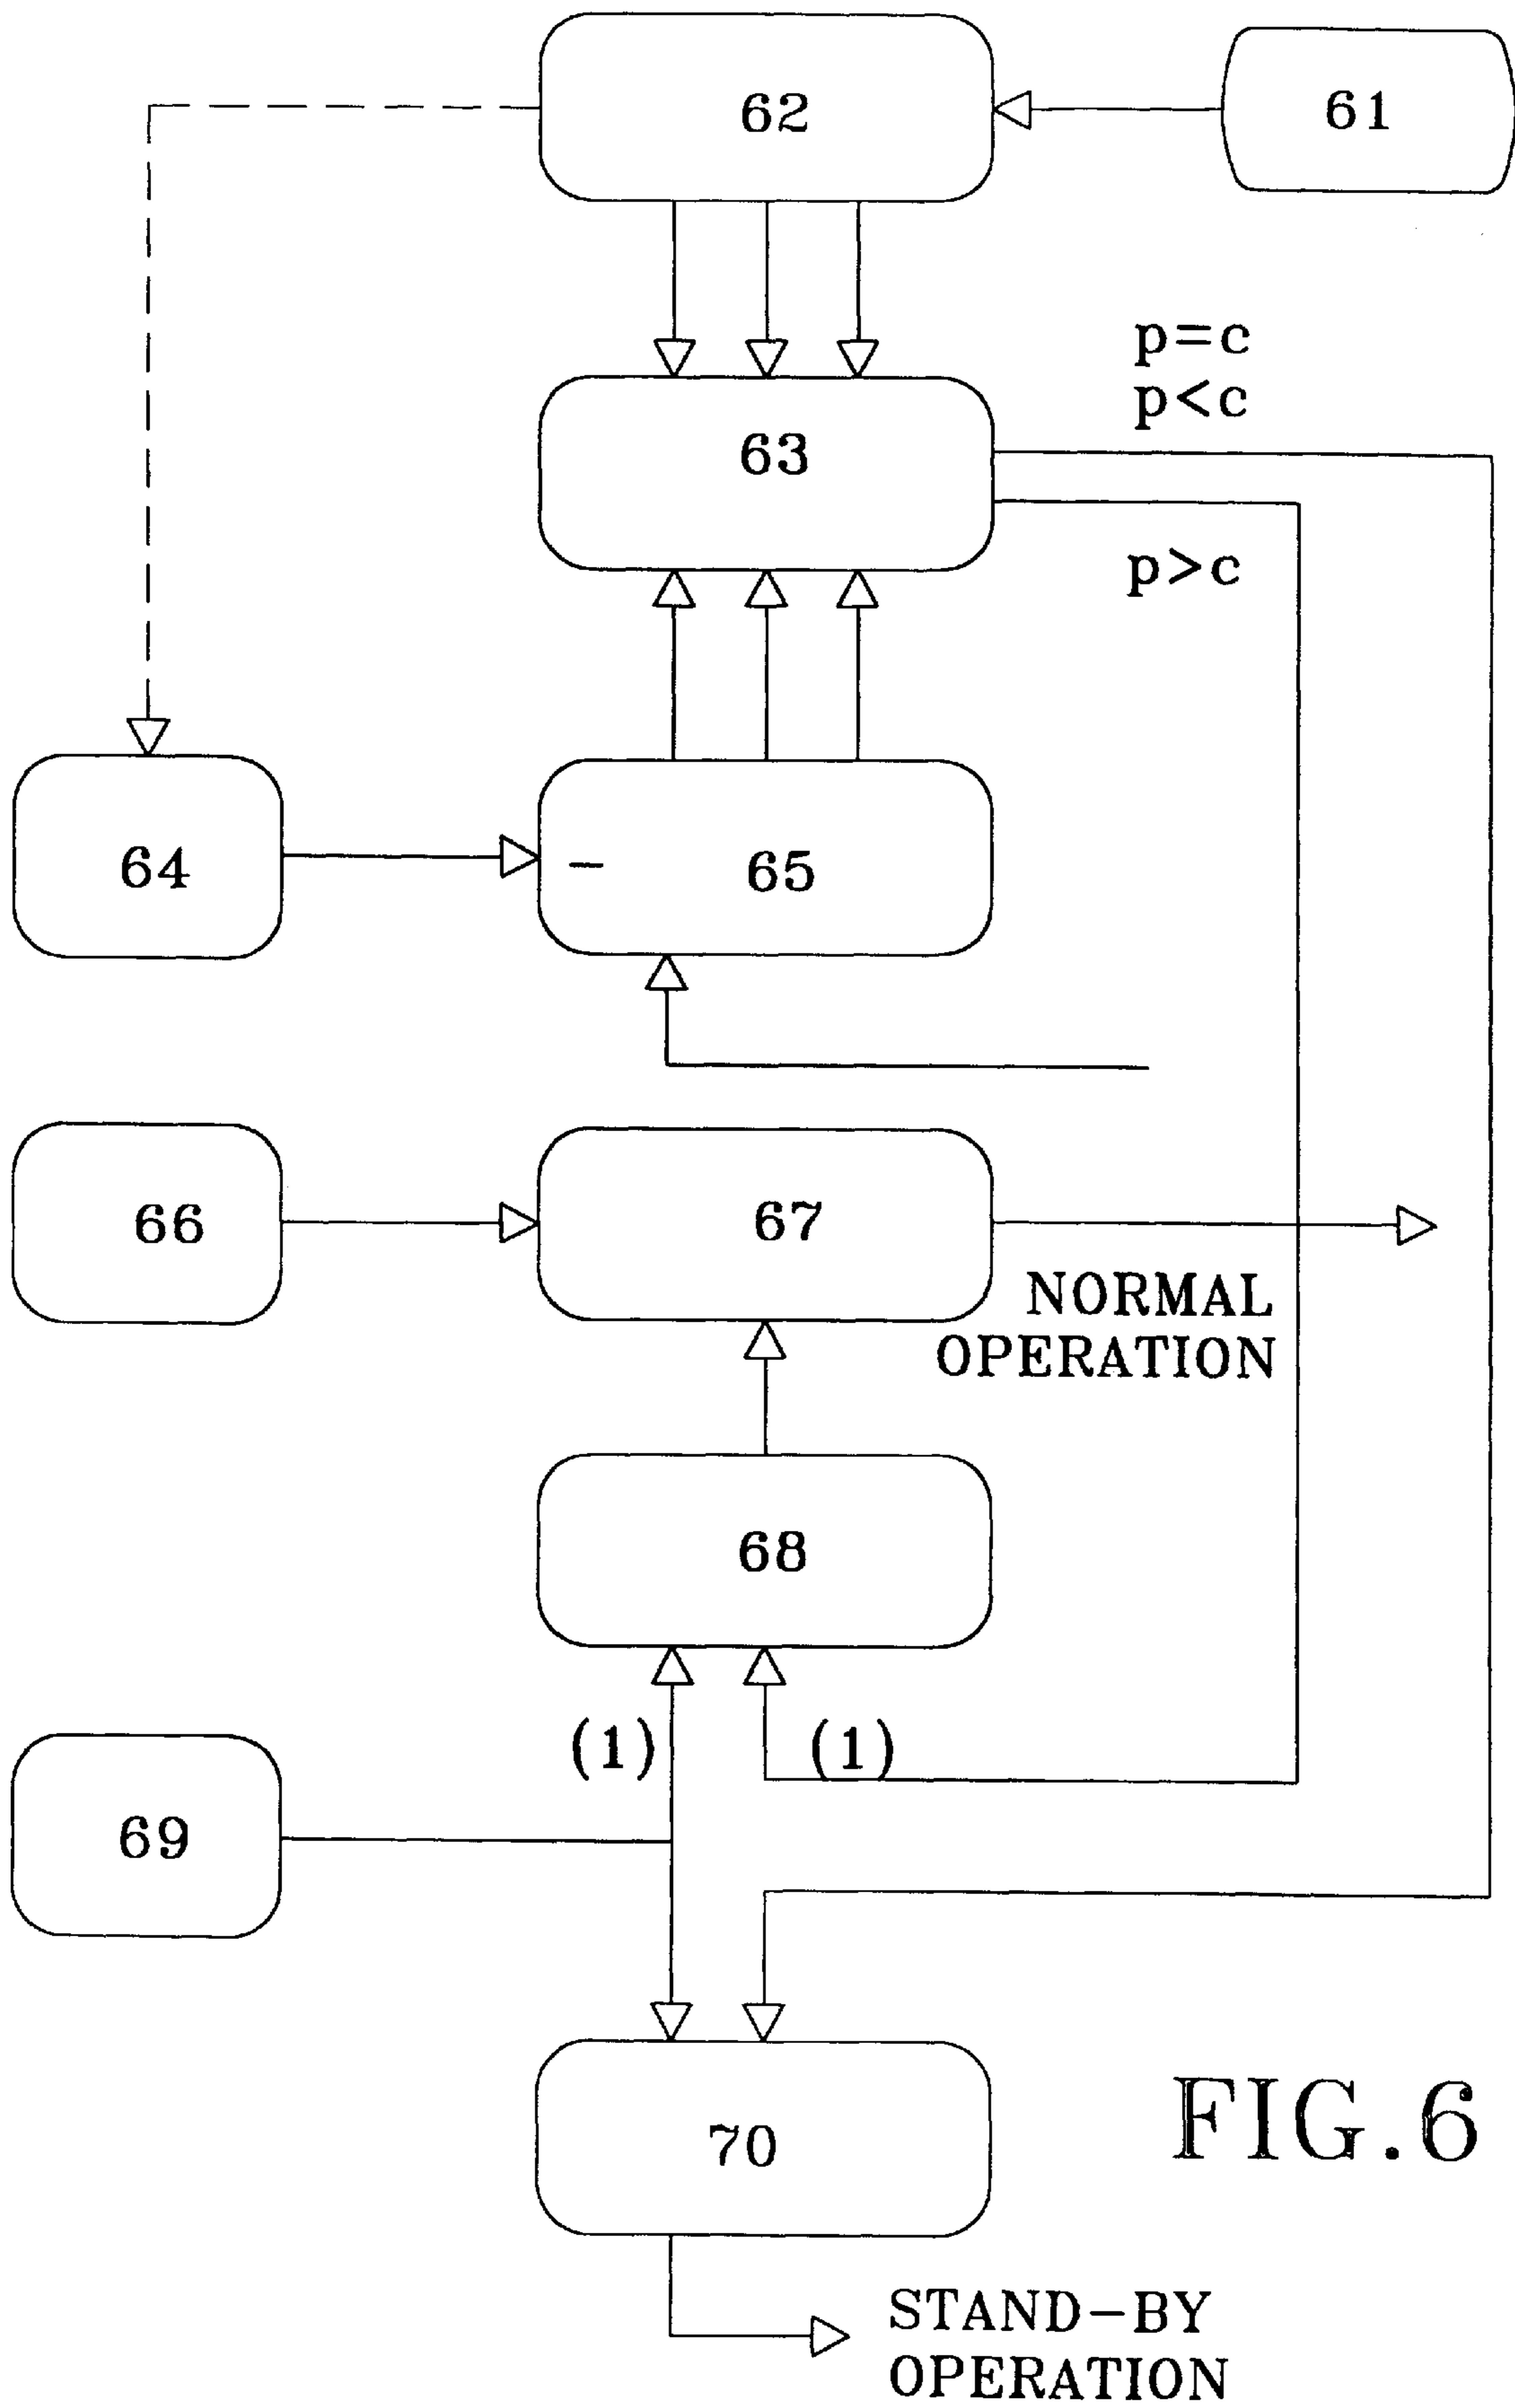 62
61
p=c
p<c
63
p>c
64
- 65
66
67
NORMAL
OPERATION
68
(1)
(1)
69
70
FIG.6
STAND-BY
OPERATION